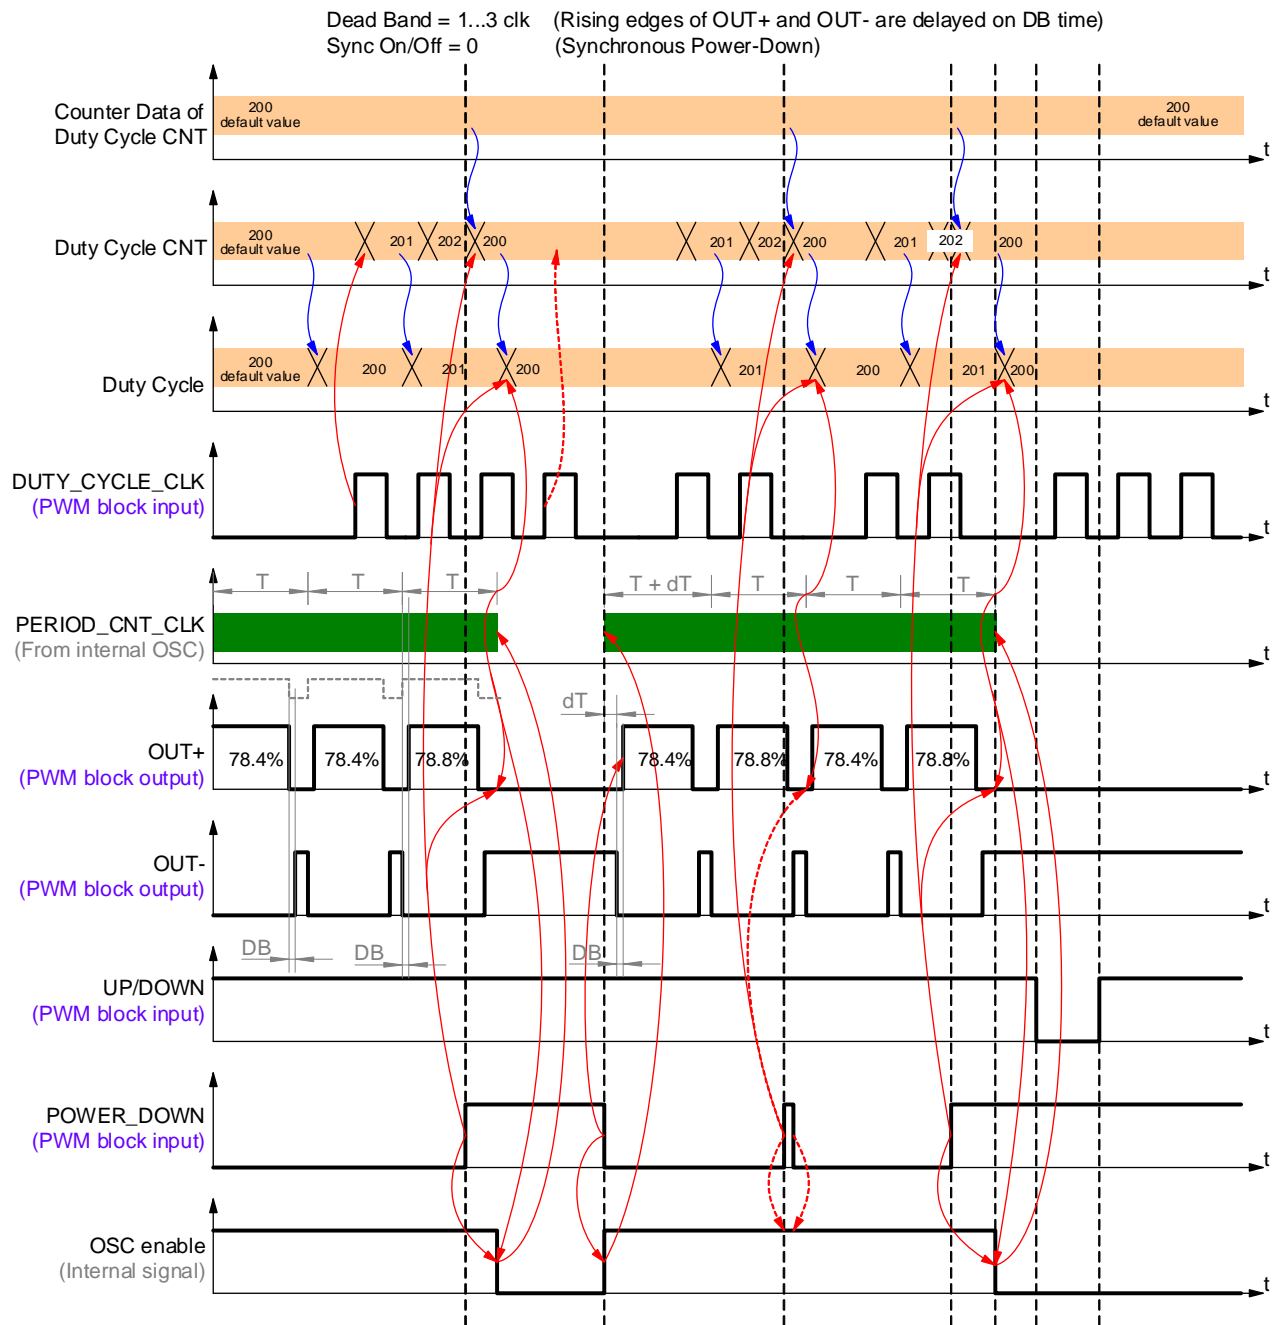 Dead Band = 1...3 clk (Rising edges of OUT+ and OUT- are delayed on DB time)
Sync On/Off = 0 (Synchronous Power-Down)
Counter Data of
Duty Cycle CNT
200
default value
200
default value
t
Duty Cycle CNT
200
default value
201
202
200
201
202
200
201
202
200
t
Duty Cycle
200
default value
200
201
200
201
200
201
200
t
DUTY_CYCLE_CLK
(PWM block input)
t
PERIOD_CNT_CLK
(From internal OSC)
T
T
T
T + dT
T
T
T
t
OUT+
(PWM block output)
dT
78.4%
78.4%
78.8%
78.4%
78.8%
78.4%
78.8%
t
OUT-
(PWM block output)
t
DB
DB
DB
UP/DOWN
(PWM block input)
t
POWER_DOWN
(PWM block input)
t
OSC enable
(Internal signal)
t